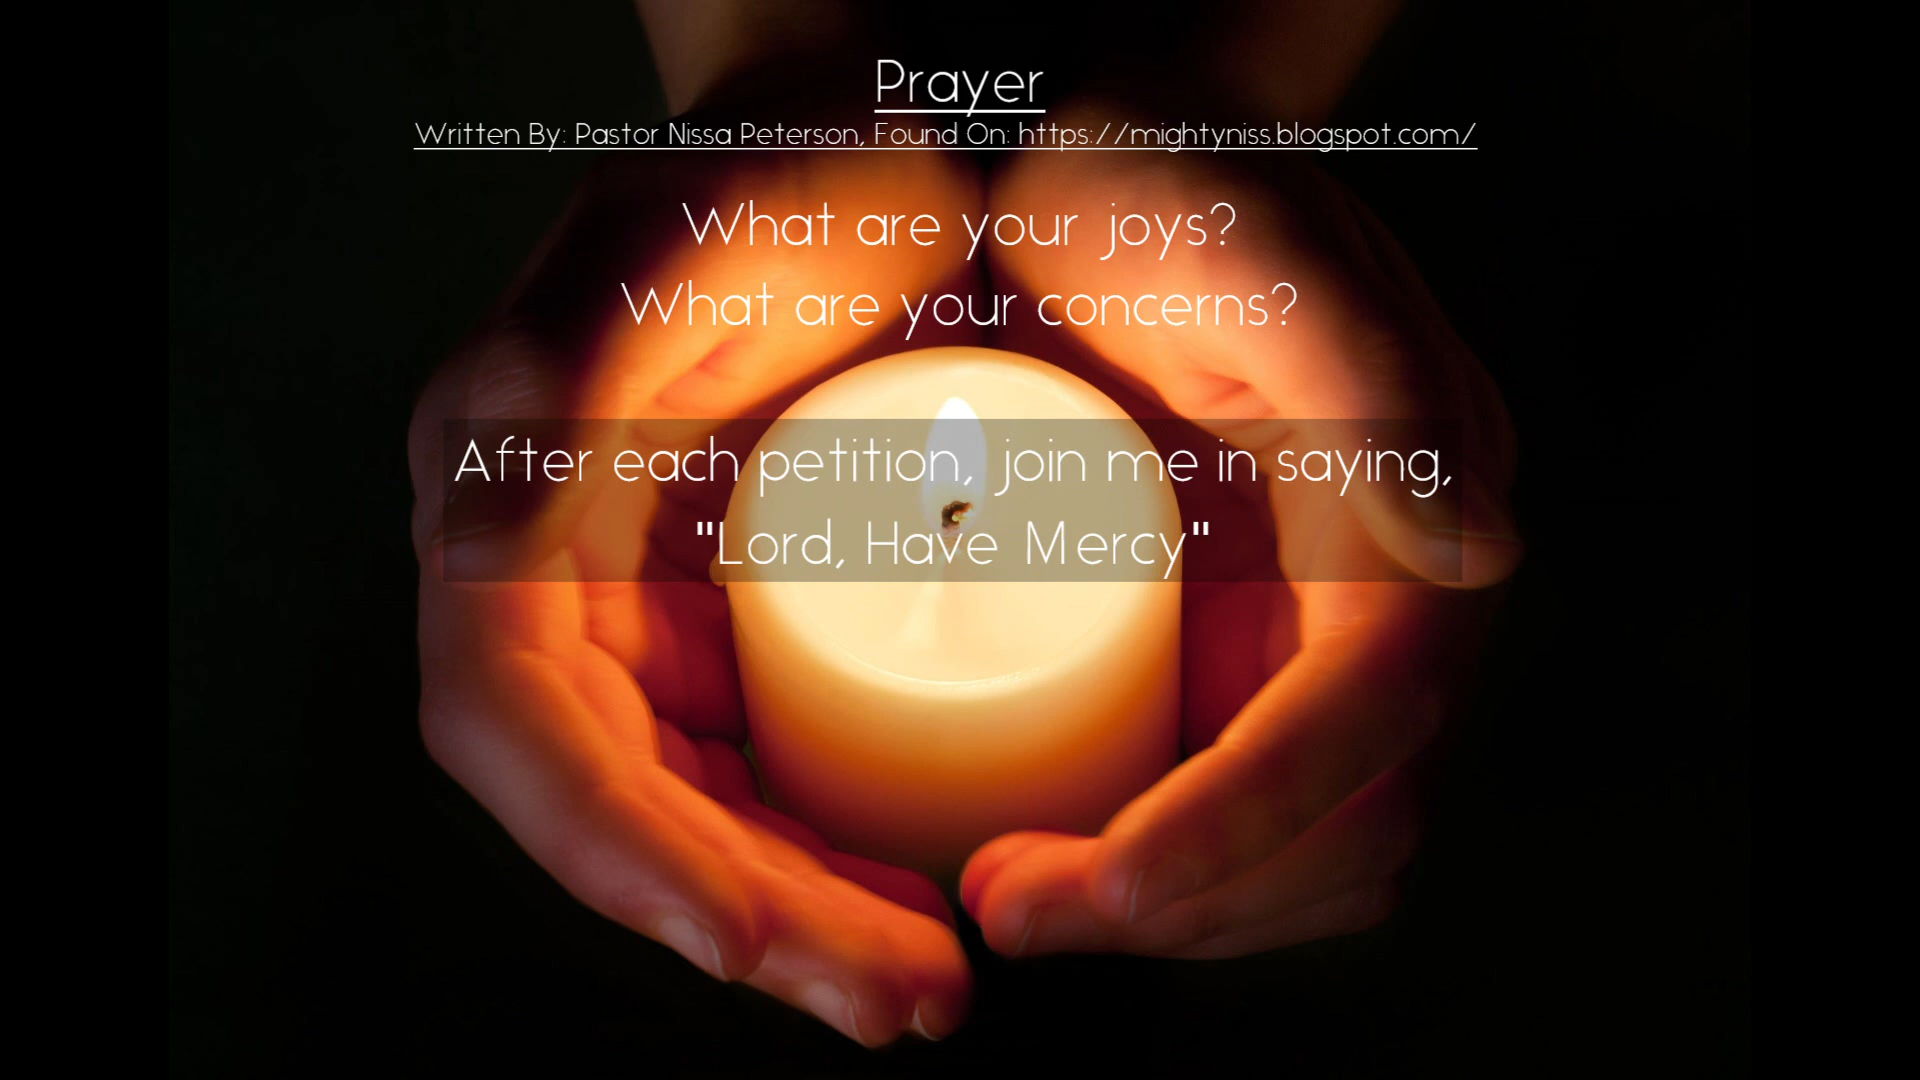 Prayer
Written By: Pastor Nissa Peterson, Found On: https://mightyniss.blogspot.com/
What are your joys?
What are your concerns?
After each petition, join me in saying,
"Lord, Have Mercy"